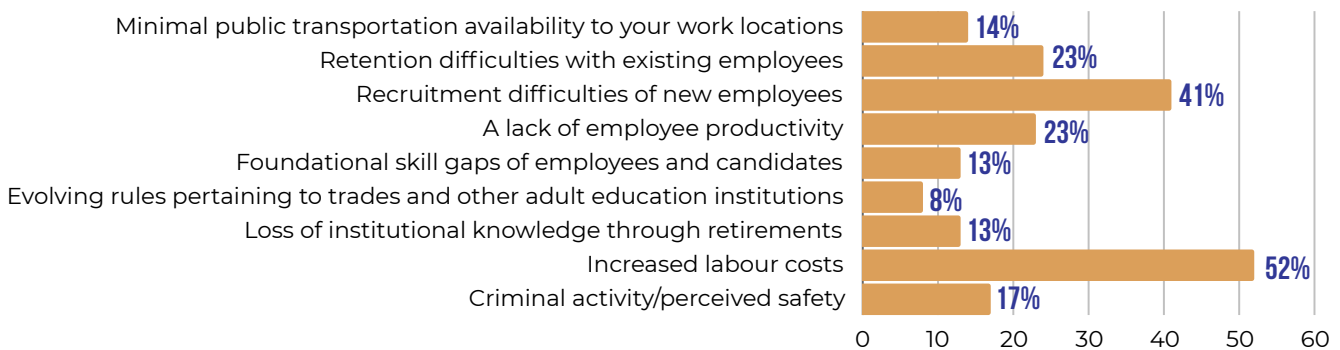 Minimal public transportation availability to your work locations 14%
Retention difficulties with existing employees 23%
Recruitment difficulties of new employees 41%
A lack of employee productivity 23%
Foundational skill gaps of employees and candidates 13%
Evolving rules pertaining to trades and other adult education institutions 8%
Loss of institutional knowledge through retirements 13%
Increased labour costs 52%
Criminal activity/perceived safety 17%
0 10 20 30 40 50 60